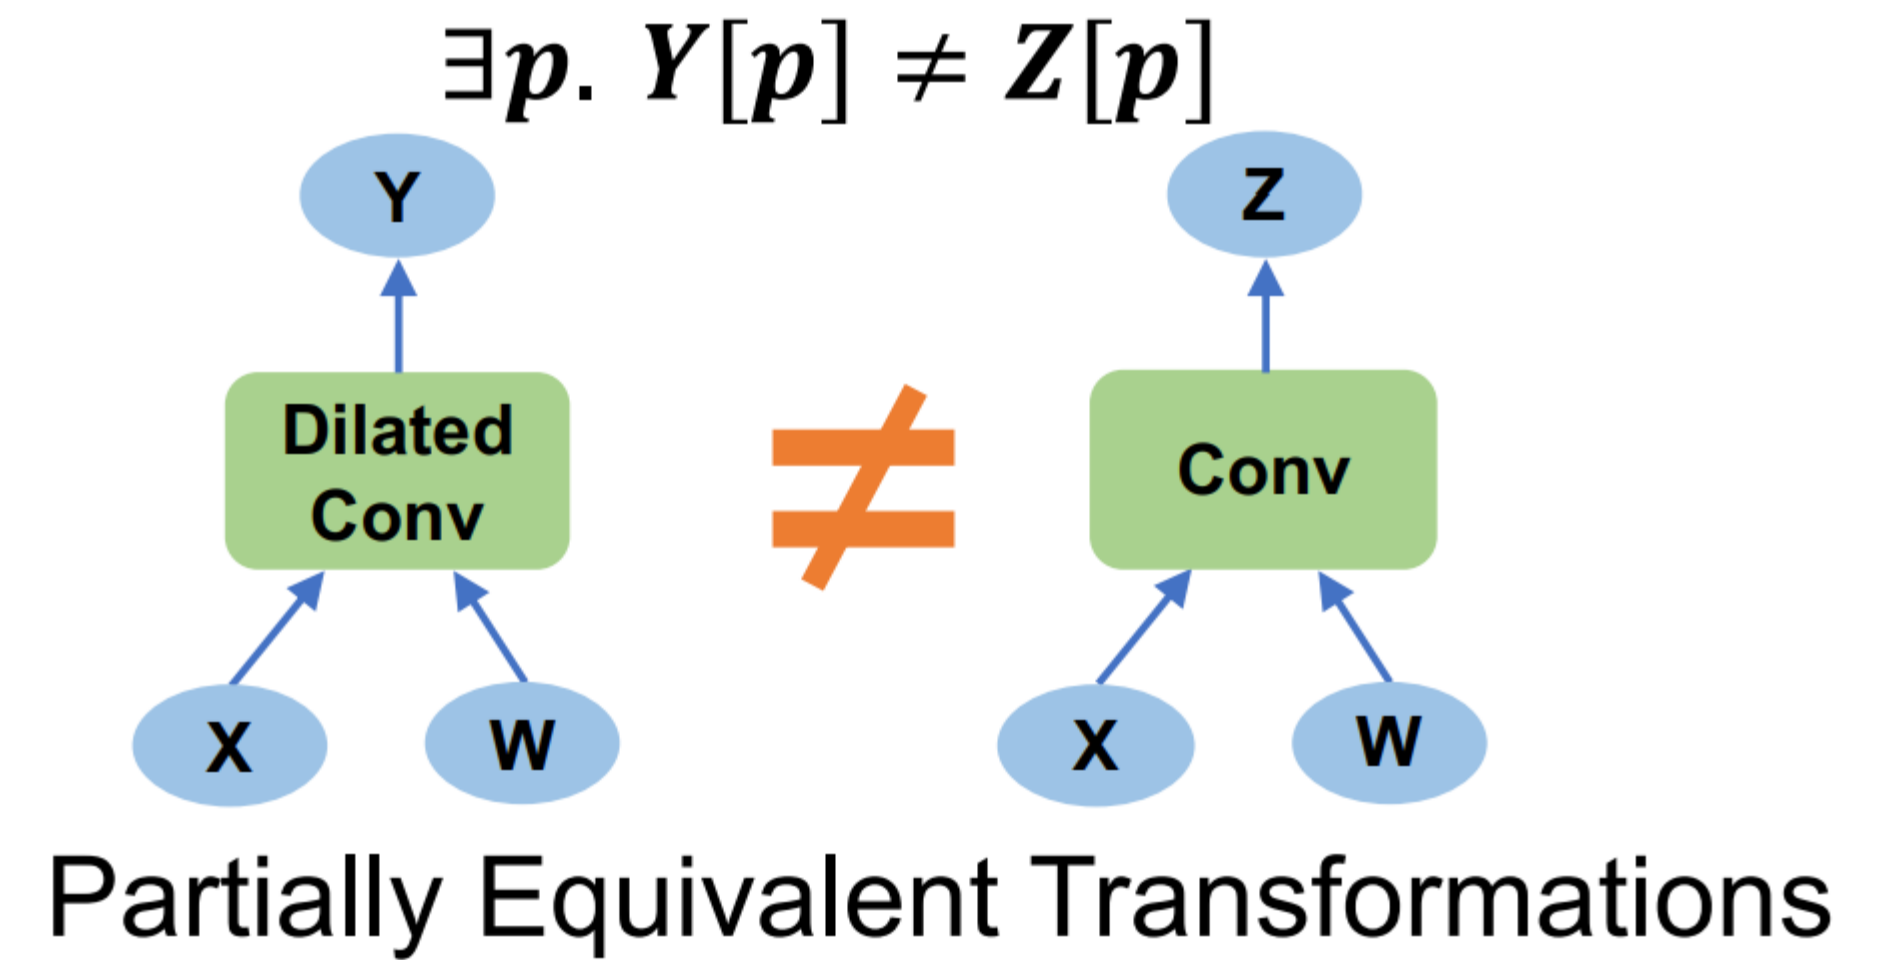 ∃p. Y[p] ≠ Z[p]
Y
Z
Dilated
Conv
≠
Conv
X
W
X
W
Partially Equivalent Transformations